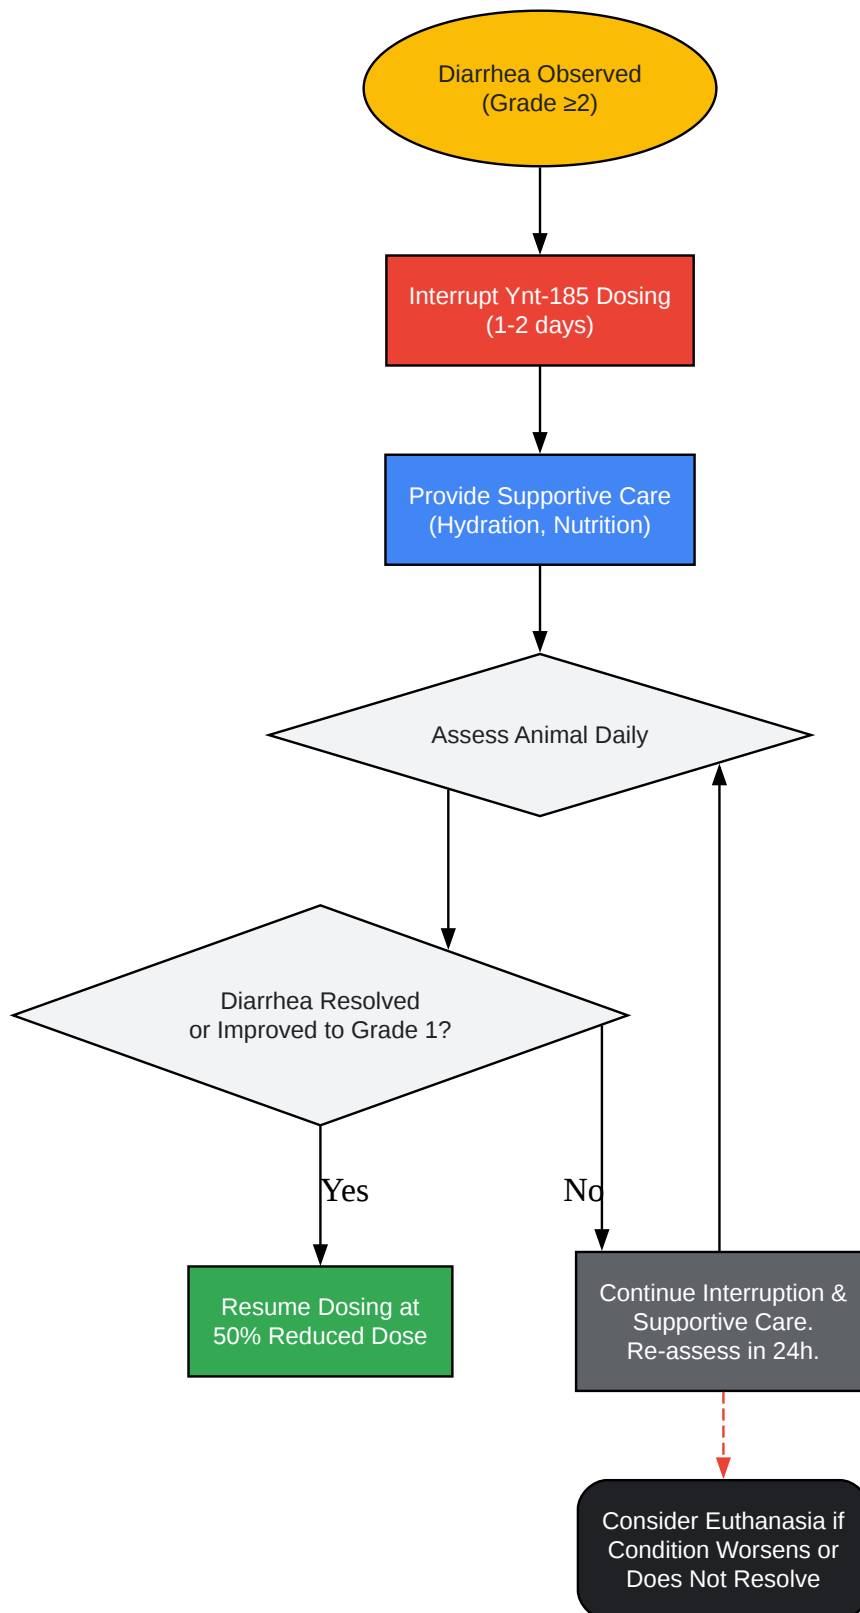 Diarrhea Observed
(Grade ≥2)
Interrupt Ynt-185 Dosing
(1-2 days)
Provide Supportive Care
(Hydration, Nutrition)
Assess Animal Daily
Diarrhea Resolved
or Improved to Grade 1?
Yes
No
Resume Dosing at
50% Reduced Dose
Continue Interruption &
Supportive Care.
Re-assess in 24h.
Consider Euthanasia if
Condition Worsens or
Does Not Resolve